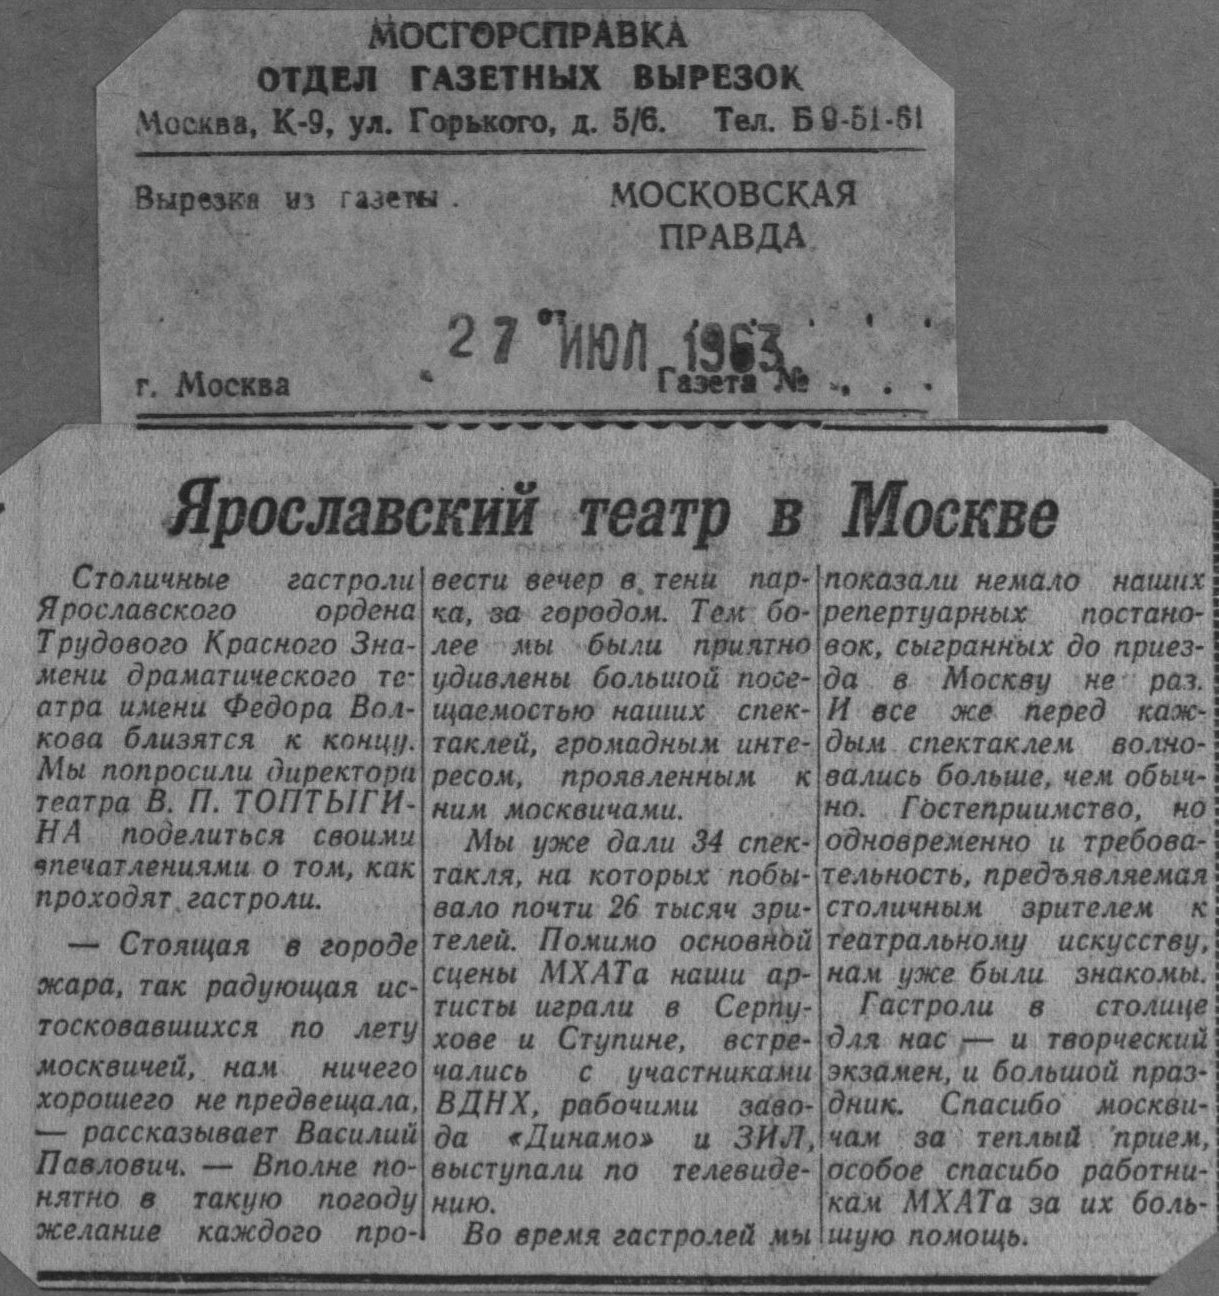 МОСГОРСПРАВКА
ОТДЕЛ ГАЗЕТНЫХ ВЫРЕЗОК
Москва, К-9, ул. Горького, д. 5/6. Тел. Б 9-51-61
Вырезка из газеты
МОСКОВСКАЯ
ПРАВДА
27 ИЮЛ 1963
г. Москва Газета №
Ярославский театр в Москве
Столичные гастроли
Ярославского ордена
Трудового Красного Зна-
мени драматического те-
атра имени Федора Вол-
кова близятся к концу.
Мы попросили директора
театра В. П. ТОПТЫГИ-
НА поделиться своими
впечатлениями о том, как
проходят гастроли.
— Стоящая в городе
жара, так радующая ис-
тосковавшихся по лету
москвичей, нам ничего
хорошего не предвещала,
— рассказывает Василий
Павлович. — Вполне по-
нятно в такую погоду
желание каждого про-
вести вечер в тени пар-
ка, за городом. Тем бо-
лее мы были приятно
удивлены большой посе-
щаемостью наших спек-
таклей, громадным инте-
ресом, проявленным к
ним москвичами.
Мы уже дали 34 спек-
такля, на которых побы-
вало почти 26 тысяч зри-
телей. Помимо основной
сцены МХАТа наши ар-
тисты играли в Серпу-
хове и Ступине, встре-
чались с участниками
ВДНХ, рабочими заво-
да «Динамо» и ЗИЛ,
выступали по телевиде-
нию.
Во время гастролей мы
показали немало наших
репертуарных постано-
вок, сыгранных до приез-
да в Москву не раз.
И все же перед каж-
дым спектаклем волно-
вались больше, чем обыч-
но. Гостеприимство, но
одновременно и требова-
тельность, предъявляемая
столичным зрителем к
театральному искусству,
нам уже были знакомы.
Гастроли в столице
для нас — и творческий
экзамен, и большой праз-
дник. Спасибо москви-
чам за теплый прием,
особое спасибо работни-
кам МХАТа за их боль-
шую помощь.